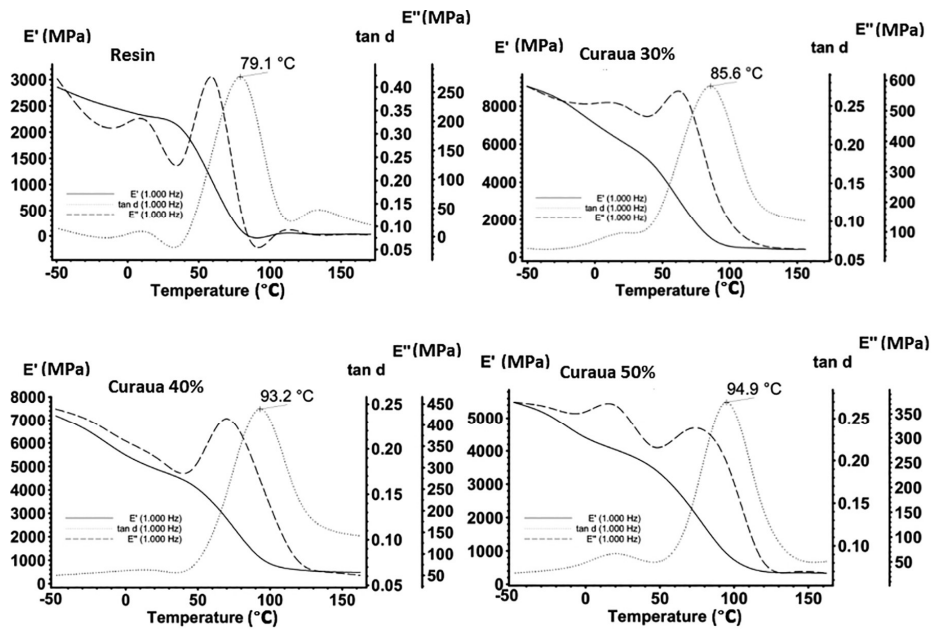 E' (MPa)
Resin
tan d
E" (MPa)
79.1 °C
3000
2500
2000
1500
1000
500
0
0.40
0.35
0.30
0.25
0.20
0.15
0.10
0.05
250
200
150
100
50
0
E' (1.000 Hz)
tan d (1.000 Hz)
E" (1.000 Hz)
-50
0
50
100
150
Temperature (°C)
E' (MPa)
Curaua 30%
tan d
E" (MPa)
85.6 °C
8000
6000
4000
2000
0
0.25
0.20
0.15
0.10
0.05
600
500
400
300
200
100
E' (1.000 Hz)
tan d (1.000 Hz)
E" (1.000 Hz)
-50
0
50
100
150
Temperature (°C)
E' (MPa)
Curaua 40%
tan d
E" (MPa)
93.2 °C
8000
7000
6000
5000
4000
3000
2000
1000
0
0.25
0.20
0.15
0.10
0.05
450
400
350
300
250
200
150
100
50
E' (1.000 Hz)
tan d (1.000 Hz)
E" (1.000 Hz)
-50
0
50
100
150
Temperature (°C)
E' (MPa)
Curaua 50%
tan d
E" (MPa)
94.9 °C
5000
4000
3000
2000
1000
0
0.25
0.20
0.15
0.10
350
300
250
200
150
100
50
E' (1.000 Hz)
tan d (1.000 Hz)
E" (1.000 Hz)
-50
0
50
100
150
Temperature (°C)